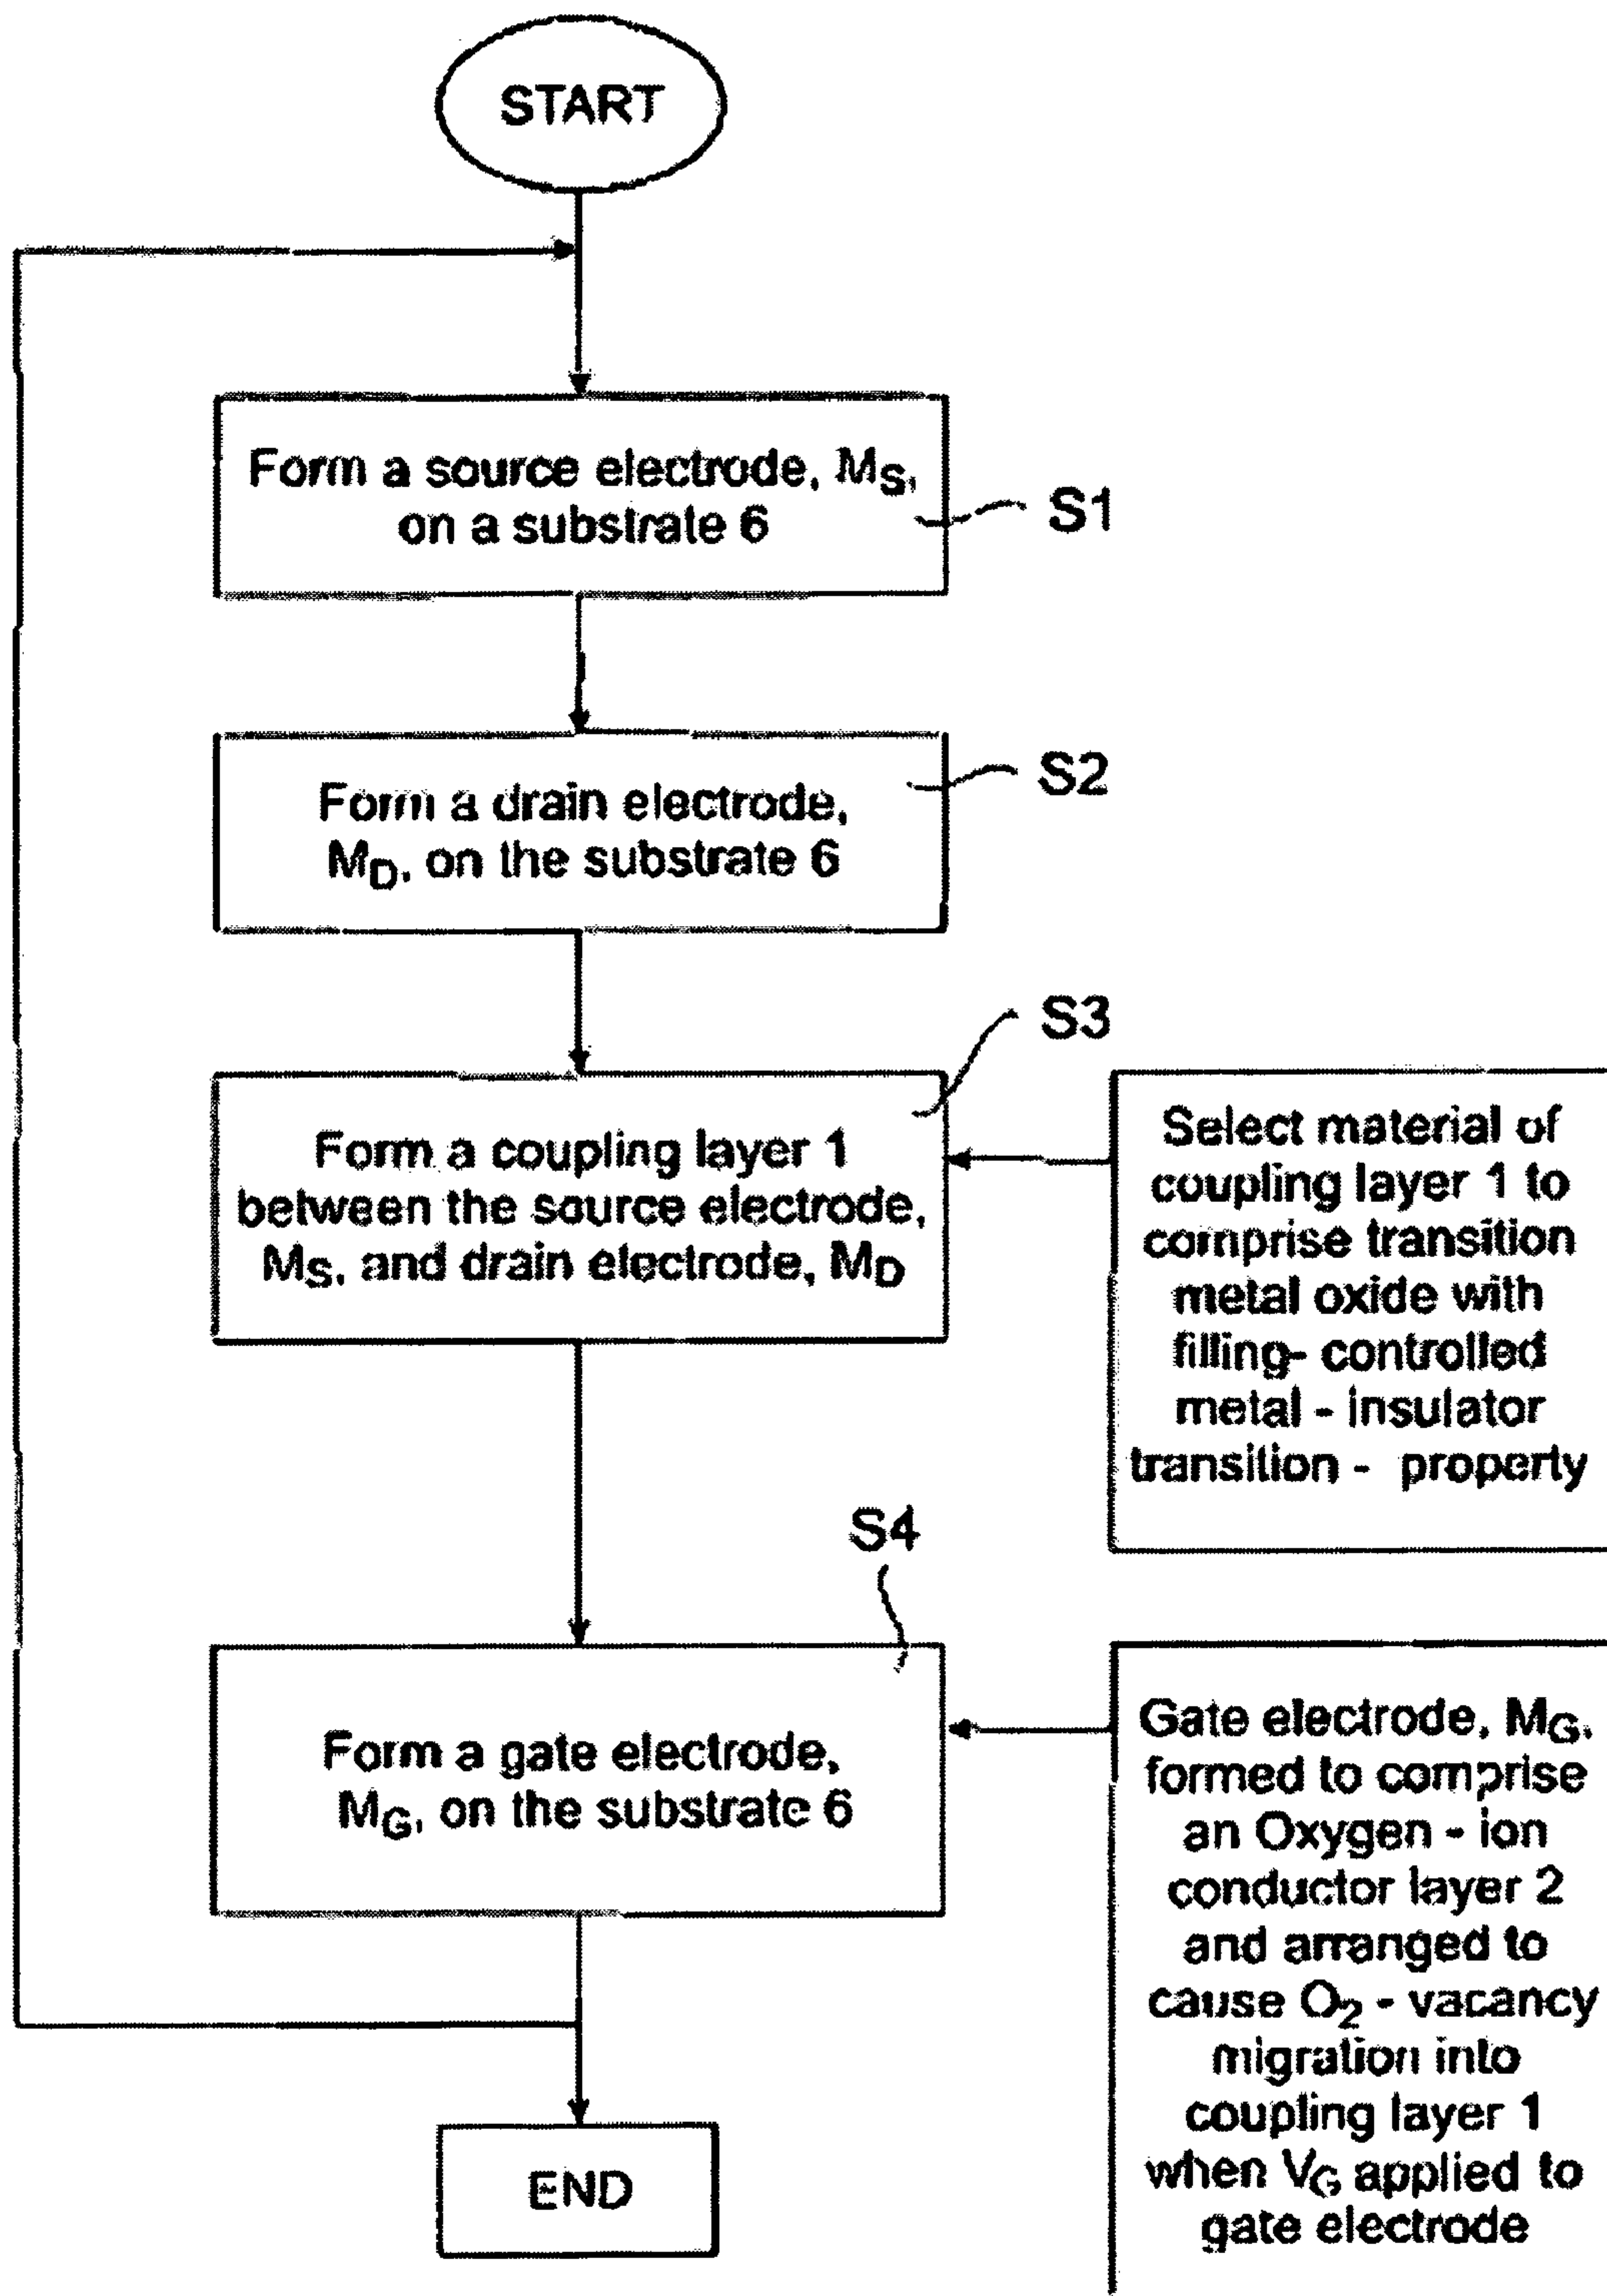 START
Form a source electrode, MS,
on a substrate 6
S1
Form a drain electrode,
MD, on the substrate 6
S2
Form a coupling layer 1
between the source electrode,
MS, and drain electrode, MD
S3
Select material of
coupling layer 1 to
comprise transition
metal oxide with
filling- controlled
metal - insulator
transition - property
Form a gate electrode,
MG, on the substrate 6
S4
Gate electrode, MG,
formed to comprise
an Oxygen - ion
conductor layer 2
and arranged to
cause O2 - vacancy
migration into
coupling layer 1
when VG applied to
gate electrode
END